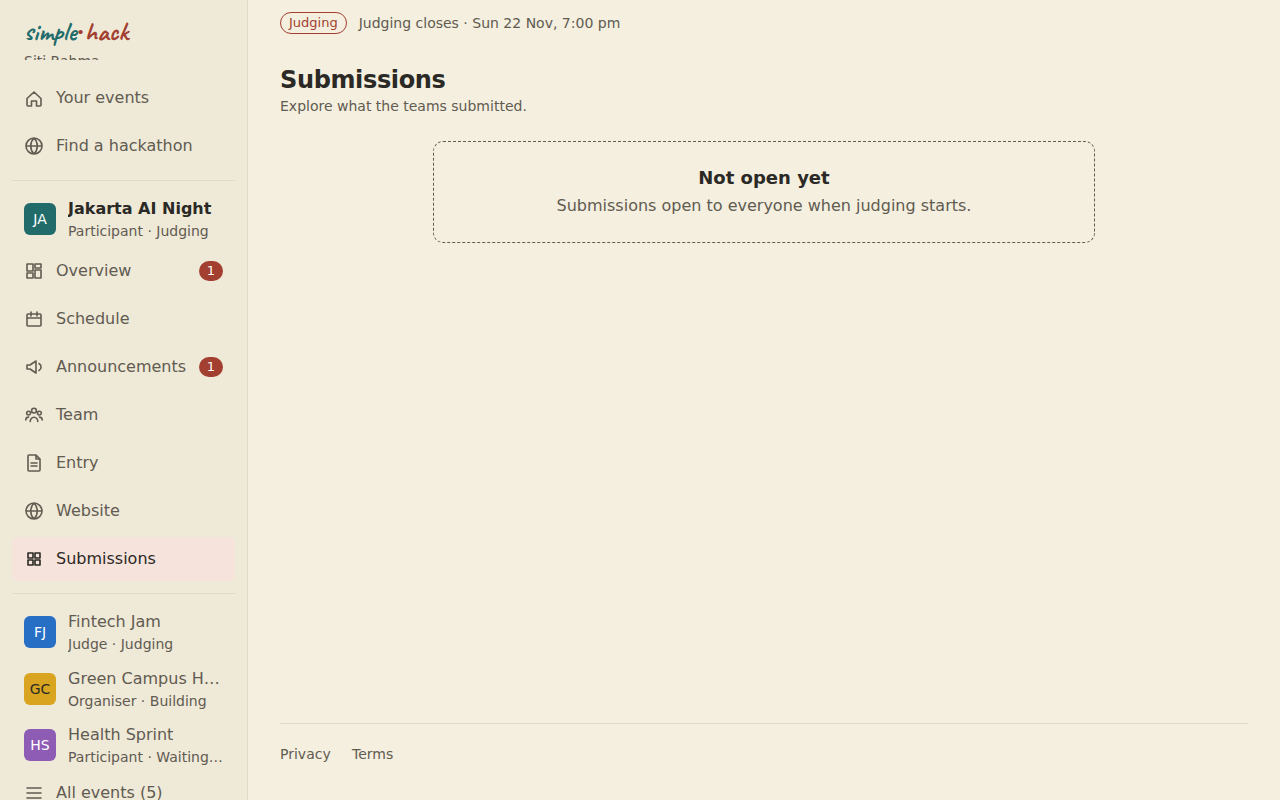 simple·hack
Siti Rahma
Your events
Find a hackathon
JA
Jakarta AI Night
Participant · Judging
Overview 1
Schedule
Announcements 1
Team
Entry
Website
Submissions
FJ
Fintech Jam
Judge · Judging
GC
Green Campus H...
Organiser · Building
HS
Health Sprint
Participant · Waiting...
All events (5)
Judging Judging closes · Sun 22 Nov, 7:00 pm
Submissions
Explore what the teams submitted.
Not open yet
Submissions open to everyone when judging starts.
Privacy Terms